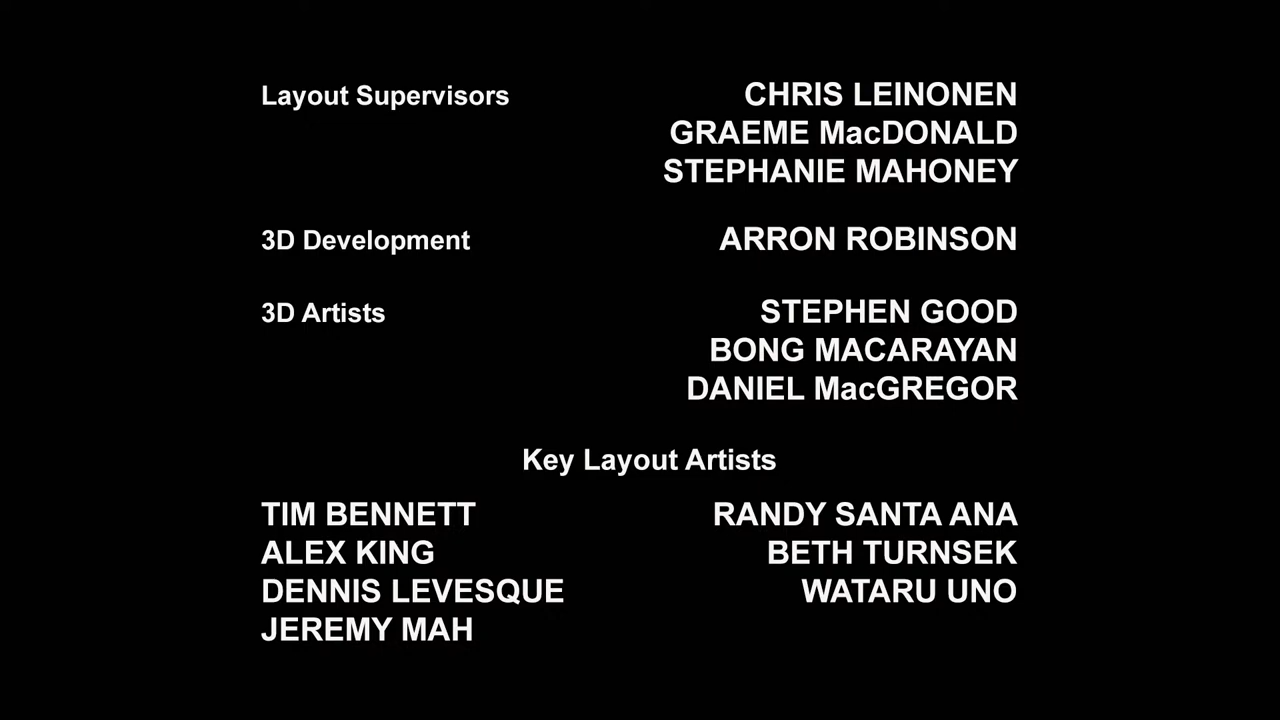 Layout Supervisors CHRIS LEINONEN
GRAEME MacDONALD
STEPHANIE MAHONEY
3D Development ARRON ROBINSON
3D Artists STEPHEN GOOD
BONG MACARAYAN
DANIEL MacGREGOR
Key Layout Artists
TIM BENNETT RANDY SANTA ANA
ALEX KING BETH TURNSEK
DENNIS LEVESQUE WATARU UNO
JEREMY MAH